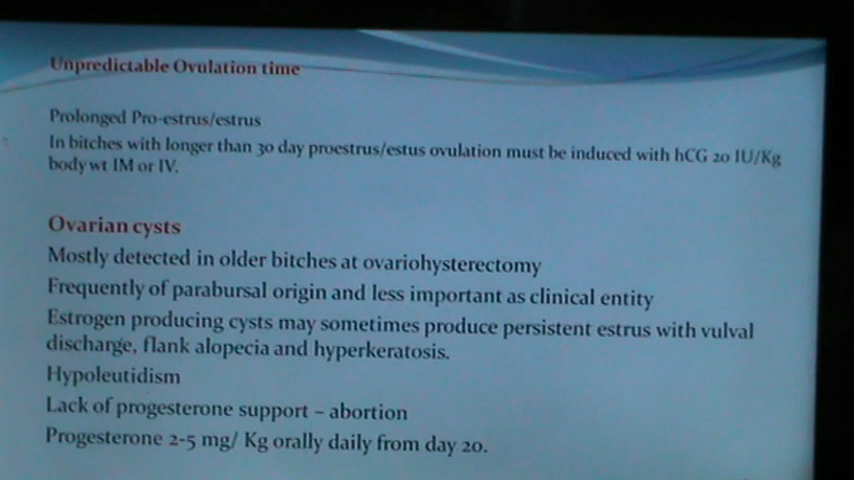 Unpredictable Ovulation time
Prolonged Pro-estrus/estrus
In bitches with longer than 30 day proestrus/estus ovulation must be induced with hCG 20 IU/Kg
body wt IM or IV.
Ovarian cysts
Mostly detected in older bitches at ovariohysterectomy
Frequently of parabursal origin and less important as clinical entity
Estrogen producing cysts may sometimes produce persistent estrus with vulval
discharge, flank alopecia and hyperkeratosis.
Hypoleutidism
Lack of progesterone support – abortion
Progesterone 2-5 mg/ Kg orally daily from day 20.